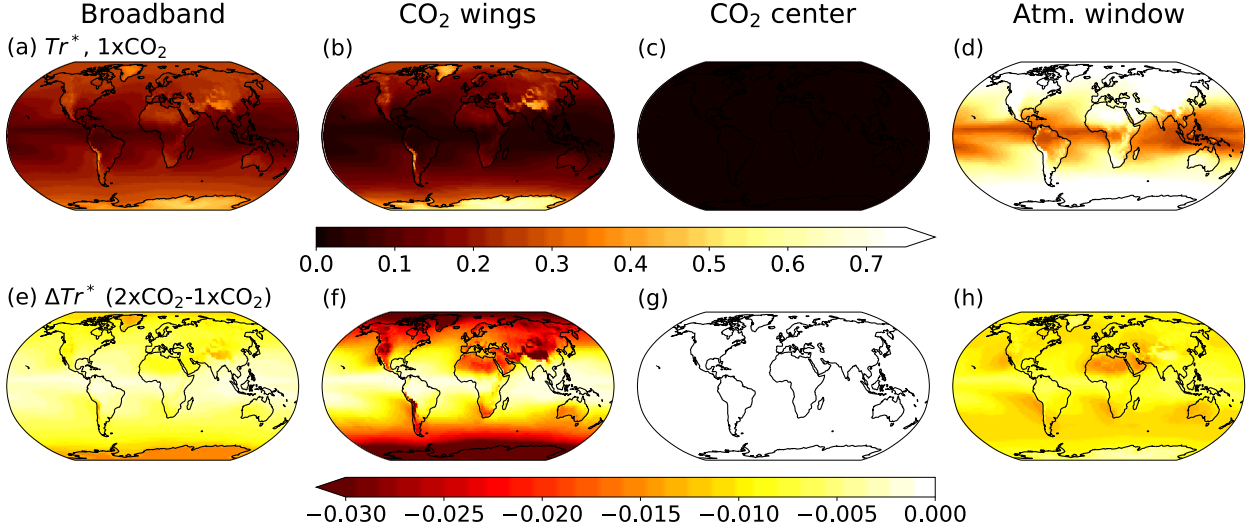 Broadband CO₂ wings CO₂ center Atm. window
(a) Tr*, 1xCO₂ (b) (c) (d)
0.0 0.1 0.2 0.3 0.4 0.5 0.6 0.7
(e) ΔTr* (2xCO₂-1xCO₂) (f) (g) (h)
−0.030 −0.025 −0.020 −0.015 −0.010 −0.005 0.000